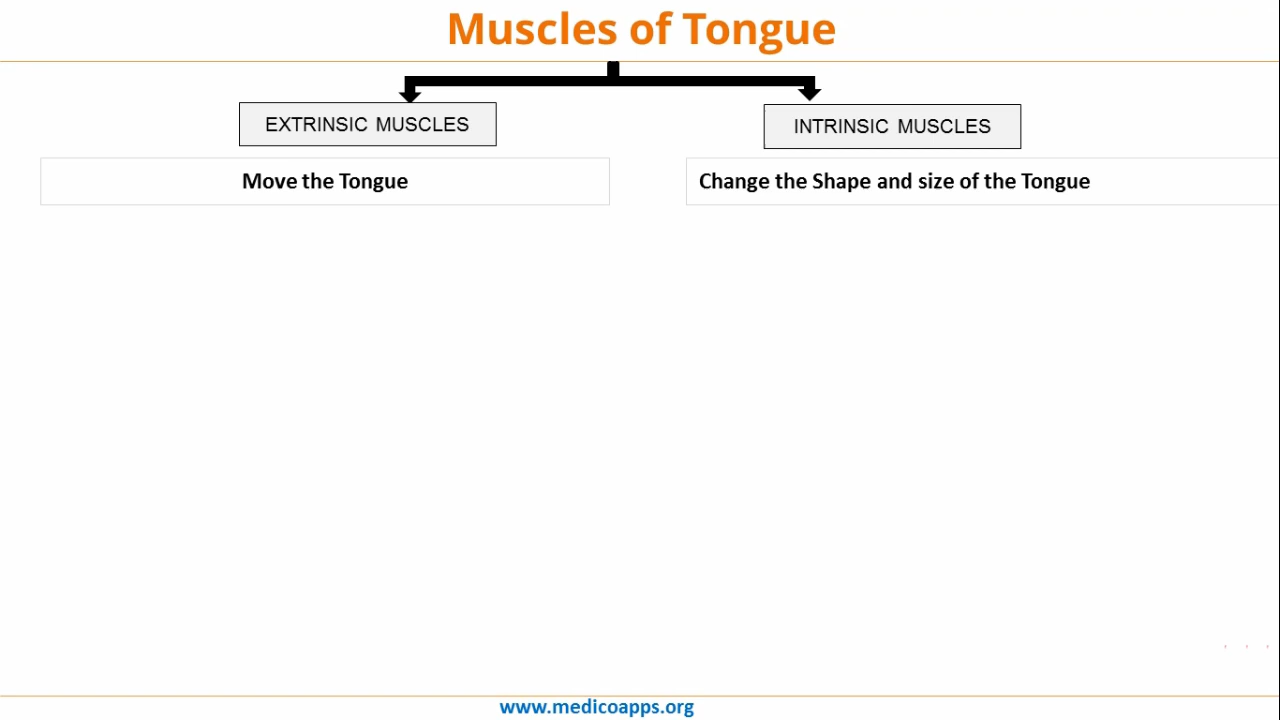 Muscles of Tongue
EXTRINSIC MUSCLES
INTRINSIC MUSCLES
Move the Tongue
Change the Shape and size of the Tongue
www.medicoapps.org